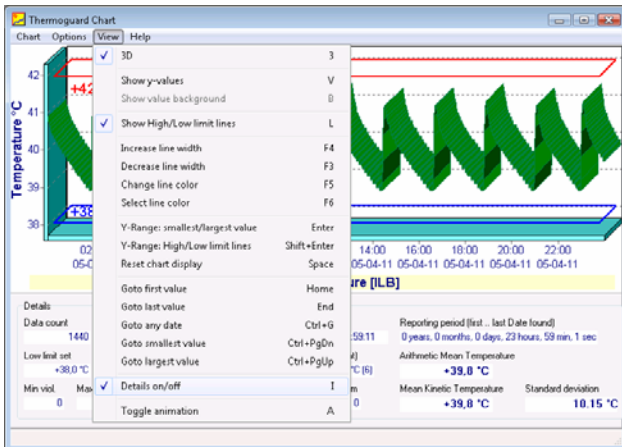 Thermoguard Chart
Chart Options View Help
3D 3
Show y-values V
Show value background B
Show High/Low limit lines L
Increase line width F4
Decrease line width F3
Change line color F5
Select line color F6
Y-Range: smallest/largest value Enter
Y-Range: High/Low limit lines Shift+Enter
Reset chart display Space
Goto first value Home
Goto last value End
Goto any date Ctrl+G
Goto smallest value Ctrl+PgDn
Goto largest value Ctrl+PgUp
Details on/off I
Toggle animation A
Temperature °C
42
41
40
39
38
+42
+38
02 14:00 16:00 18:00 20:00 22:00
05-0 05-04-11 05-04-11 05-04-11 05-04-11 05-04-11
ure [ILB]
Details
Data count
1440
:59:11
Reporting period (first .. last Date found)
0 years, 0 months, 0 days, 23 hours, 59 min, 1 sec
Low limit set
+38,0 °C
°C (6)
Arithmetic Mean Temperature
+39,8 °C
Min viol. Max
0
0
Mean Kinetic Temperature Standard deviation
+39,8 °C 10.15 °C